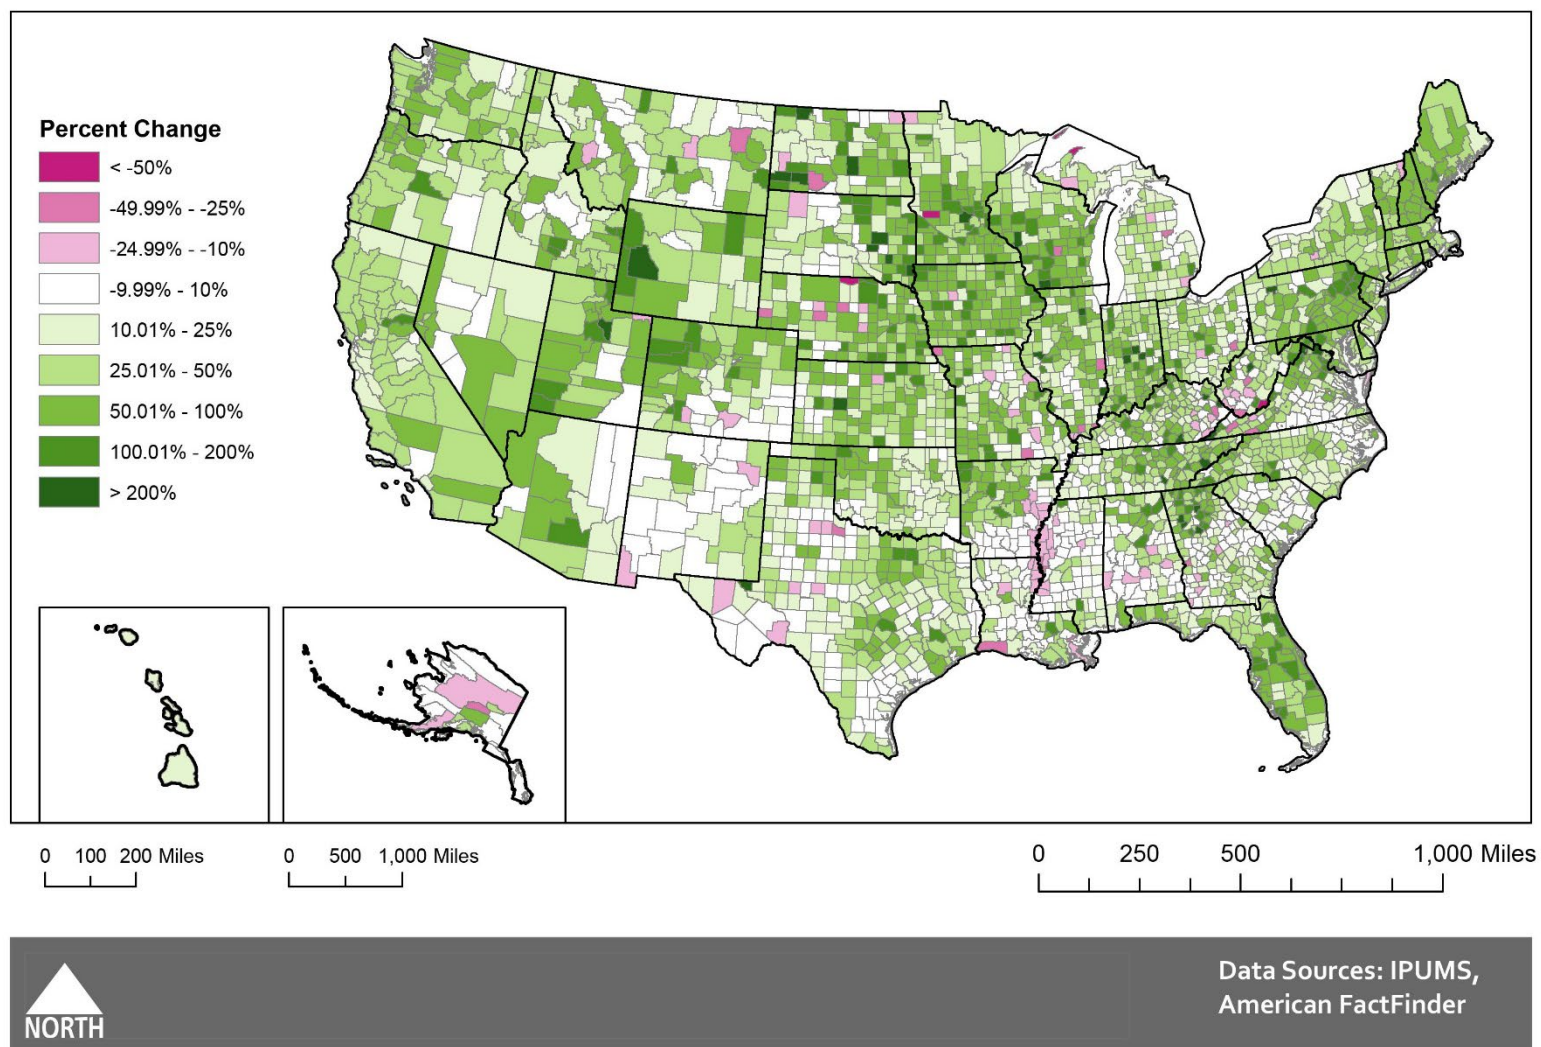 Percent Change
< -50%
-49.99% - -25%
-24.99% - -10%
-9.99% - 10%
10.01% - 25%
25.01% - 50%
50.01% - 100%
100.01% - 200%
> 200%
0 100 200 Miles
0 500 1,000 Miles
0 250 500 1,000 Miles
NORTH
Data Sources: IPUMS,
American FactFinder